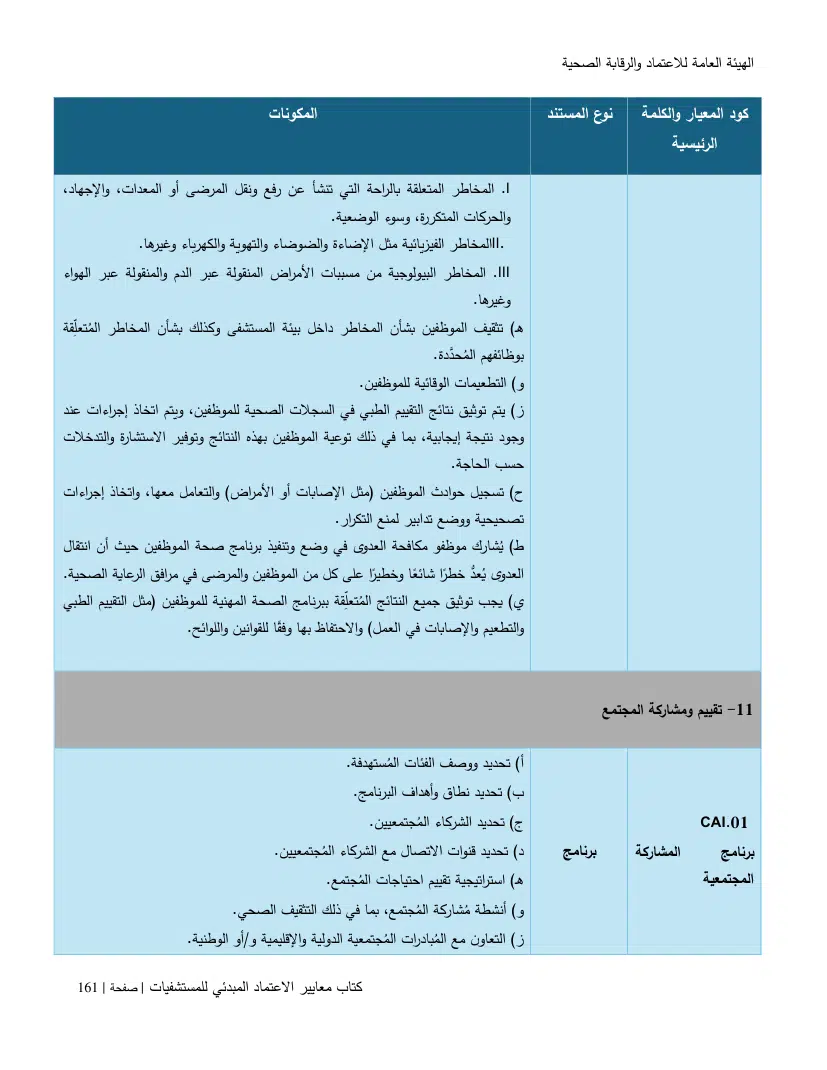 الهيئة العامة للاعتماد والرقابة الصحية
كود المعيار والكلمة
الرئيسية
نوع المستند
المكونات
I. المخاطر المتعلقة بالراحة التي تنشأ عن رفع ونقل المرضى أو المعدات، والإجهاد،
والحركات المتكررة، وسوء الوضعية.
.IIالمخاطر الفيزيائية مثل الإضاءة والضوضاء والتهوية والكهرباء وغيرها.
III. المخاطر البيولوجية من مسببات الأمراض المنقولة عبر الدم والمنقولة عبر الهواء
وغيرها.
ه) تثقيف الموظفين بشأن المخاطر داخل بيئة المستشفى وكذلك بشأن المخاطر المُتعلِّقة
بوظائفهم المُحدَّدة.
و) التطعيمات الوقائية للموظفين.
ز) يتم توثيق نتائج التقييم الطبي في السجلات الصحية للموظفين، ويتم اتخاذ إجراءات عند
وجود نتيجة إيجابية، بما في ذلك توعية الموظفين بهذه النتائج وتوفير الاستشارة والتدخلات
حسب الحاجة.
ح) تسجيل حوادث الموظفين (مثل الإصابات أو الأمراض) والتعامل معها، واتخاذ إجراءات
تصحيحية ووضع تدابير لمنع التكرار.
ط) يُشارك موظفو مكافحة العدوى في وضع وتنفيذ برنامج صحة الموظفين حيث أن انتقال
العدوى يُعدُّ خطرًا شائعًا وخطيرًا على كل من الموظفين والمرضى في مرافق الرعاية الصحية.
ي) يجب توثيق جميع النتائج المُتعلِّقة ببرنامج الصحة المهنية للموظفين (مثل التقييم الطبي
والتطعيم والإصابات في العمل) والاحتفاظ بها وفقًا للقوانين واللوائح.
11- تقييم ومشاركة المجتمع
CAI.01
برنامج المشاركة
المجتمعية
برنامج
أ) تحديد ووصف الفئات المُستهدفة.
ب) تحديد نطاق وأهداف البرنامج.
ج) تحديد الشركاء المُجتمعيين.
د) تحديد قنوات الاتصال مع الشركاء المُجتمعيين.
ه) استراتيجية تقييم احتياجات المُجتمع.
و) أنشطة مُشاركة المُجتمع، بما في ذلك التثقيف الصحي.
ز) التعاون مع المُبادرات المُجتمعية الدولية والإقليمية و/أو الوطنية.
كتاب معايير الاعتماد المبدئي للمستشفيات | صفحة | 161